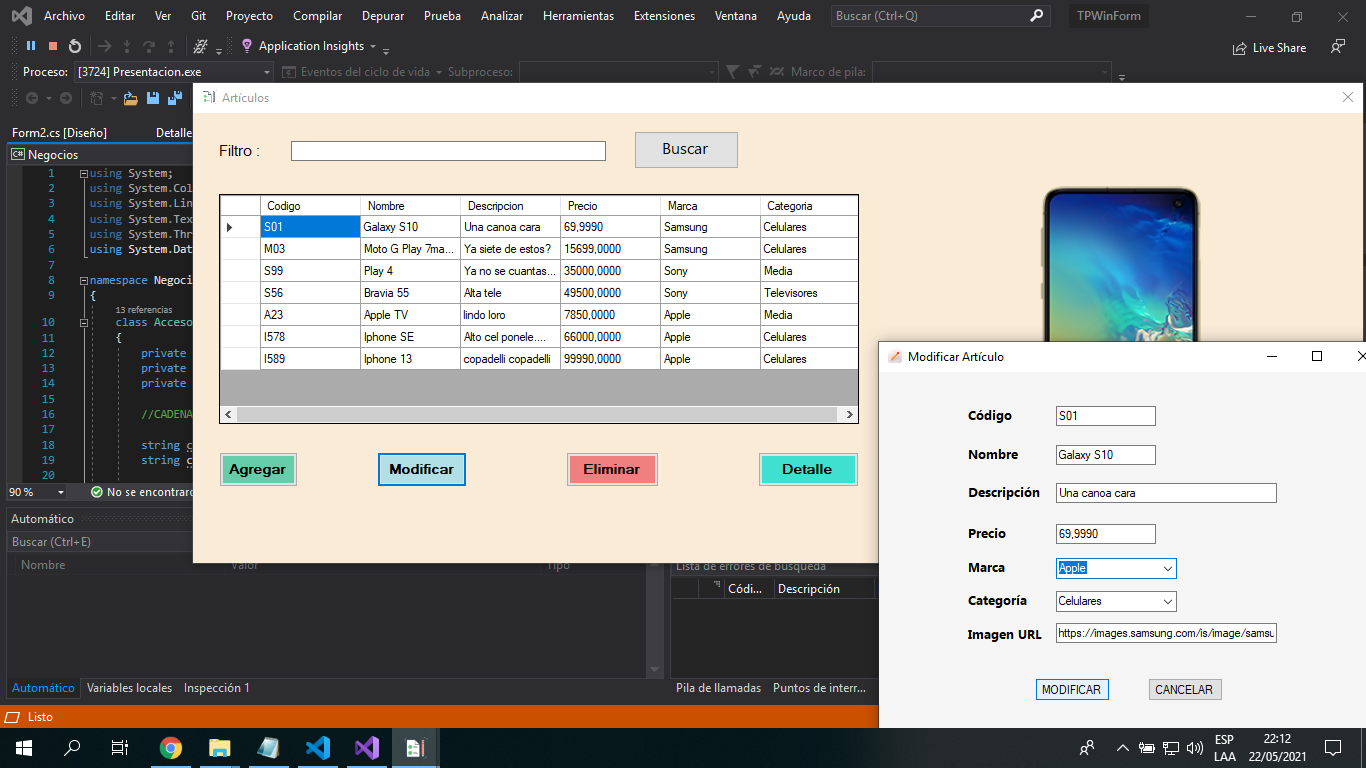 Archivo Editar Ver Git Proyecto Compilar Depurar Prueba Analizar Herramientas Extensiones Ventana Ayuda Buscar (Ctrl+Q) TPWinForm
Application Insights Live Share
Proceso: [3724] Presentacion.exe Eventos del ciclo de vida Subproceso: Marco de pila:
Form2.cs [Diseño] Detalle
C# Negocios
1 using System;
2 using System.Col
3 using System.Lin
4 using System.Tex
5 using System.Thr
6 using System.Dat
7
8 namespace Negoci
9 {
13 referencias
10 class Acceso
11 {
12 private
13 private
14 private
15
16 //CADENA
17
18 string c
19 string c
20
90 % No se encontraro
Automático
Buscar (Ctrl+E)
Nombre Valor Tipo
Automático Variables locales Inspección 1
Lista de errores de búsqueda
Códi... Descripción
Pila de llamadas Puntos de interr...
Listo
Artículos
Filtro : Buscar
Codigo Nombre Descripcion Precio Marca Categoria
S01 Galaxy S10 Una canoa cara 69,9990 Samsung Celulares
M03 Moto G Play 7ma... Ya siete de estos? 15699,0000 Samsung Celulares
S99 Play 4 Ya no se cuantas... 35000,0000 Sony Media
S56 Bravia 55 Alta tele 49500,0000 Sony Televisores
A23 Apple TV lindo loro 7850,0000 Apple Media
I578 Iphone SE Alto cel ponele.... 66000,0000 Apple Celulares
I589 Iphone 13 copadelli copadelli 99990,0000 Apple Celulares
Agregar Modificar Eliminar Detalle
Modificar Artículo
Código S01
Nombre Galaxy S10
Descripción Una canoa cara
Precio 69,9990
Marca Apple
Categoría Celulares
Imagen URL https://images.samsung.com/is/image/samsu
MODIFICAR CANCELAR
ESP
LAA
22:12
22/05/2021